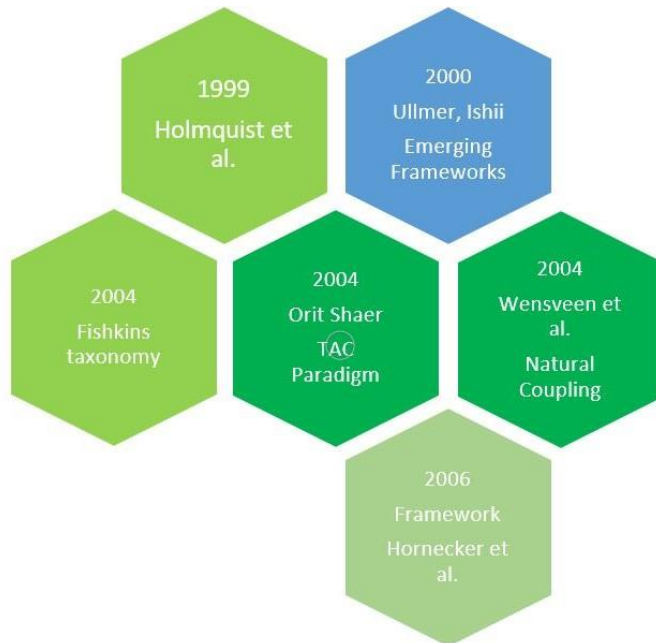 1999
Holmquist et
al.
2000
Ullmer, Ishii
Emerging
Frameworks
2004
Fishkins
taxonomy
2004
Orit Shaer
TAC
Paradigm
2004
Wensveen et
al.
Natural
Coupling
2006
Framework
Hornecker et
al.